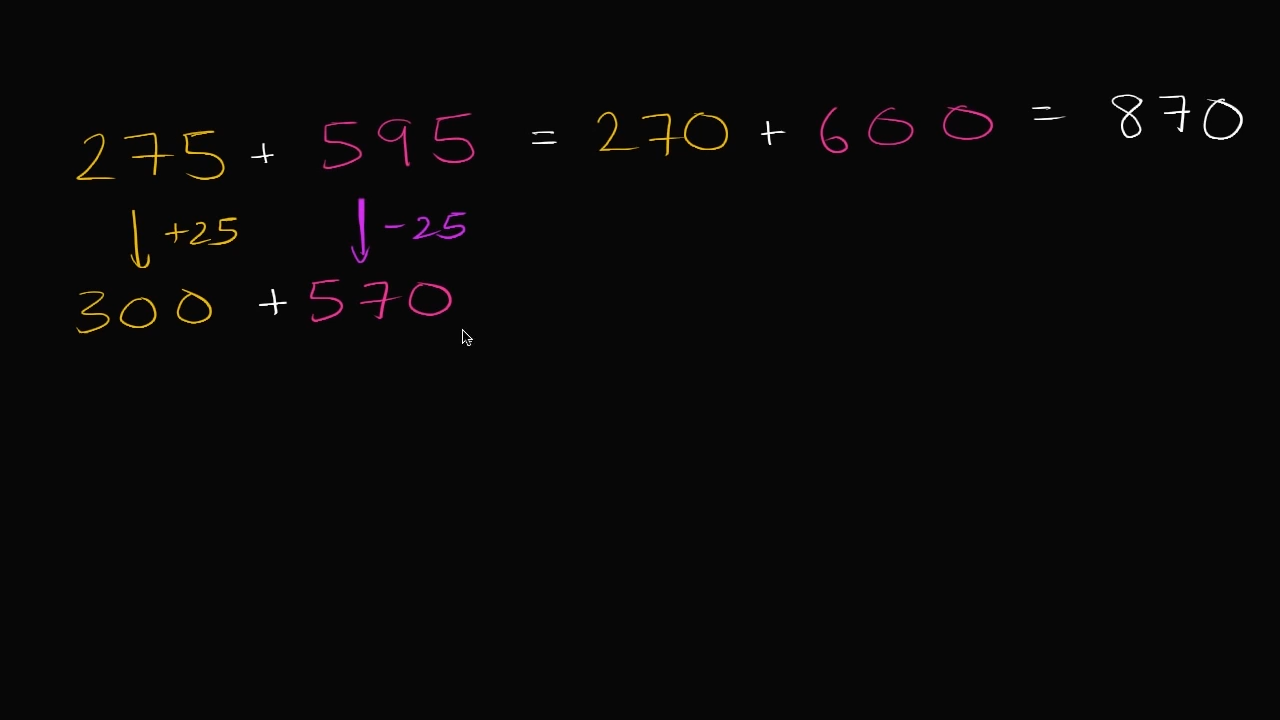 275 + 595 = 270 + 600 = 870
+25 -25
300 + 570